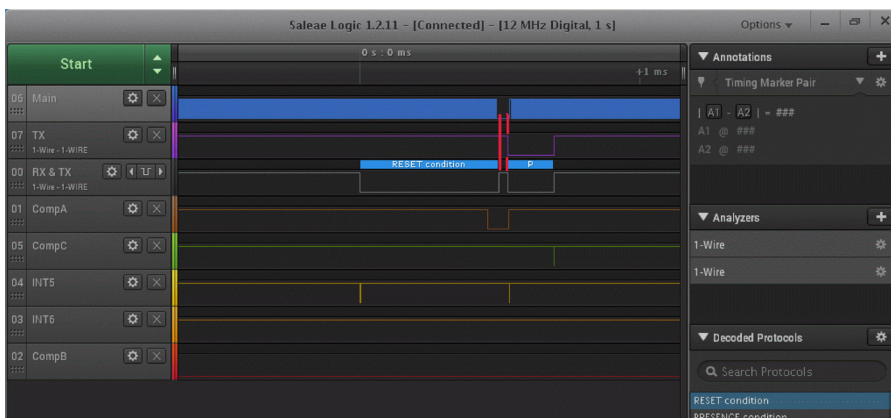 Saleae Logic 1.2.11 – [Connected] – [12 MHz Digital, 1 s]
Options
Start
0 s : 0 ms
+1 ms
Annotations
Timing Marker Pair
| A1 - A2 | = ###
A1 @ ###
A2 @ ###
06 Main
07 TX
1-Wire - 1-WIRE
RESET condition
P
00 RX & TX
1-Wire - 1-WIRE
01 CompA
05 CompC
04 INT5
03 INT6
02 CompB
Analyzers
1-Wire
1-Wire
Decoded Protocols
Search Protocols
RESET condition
PRESENCE condition